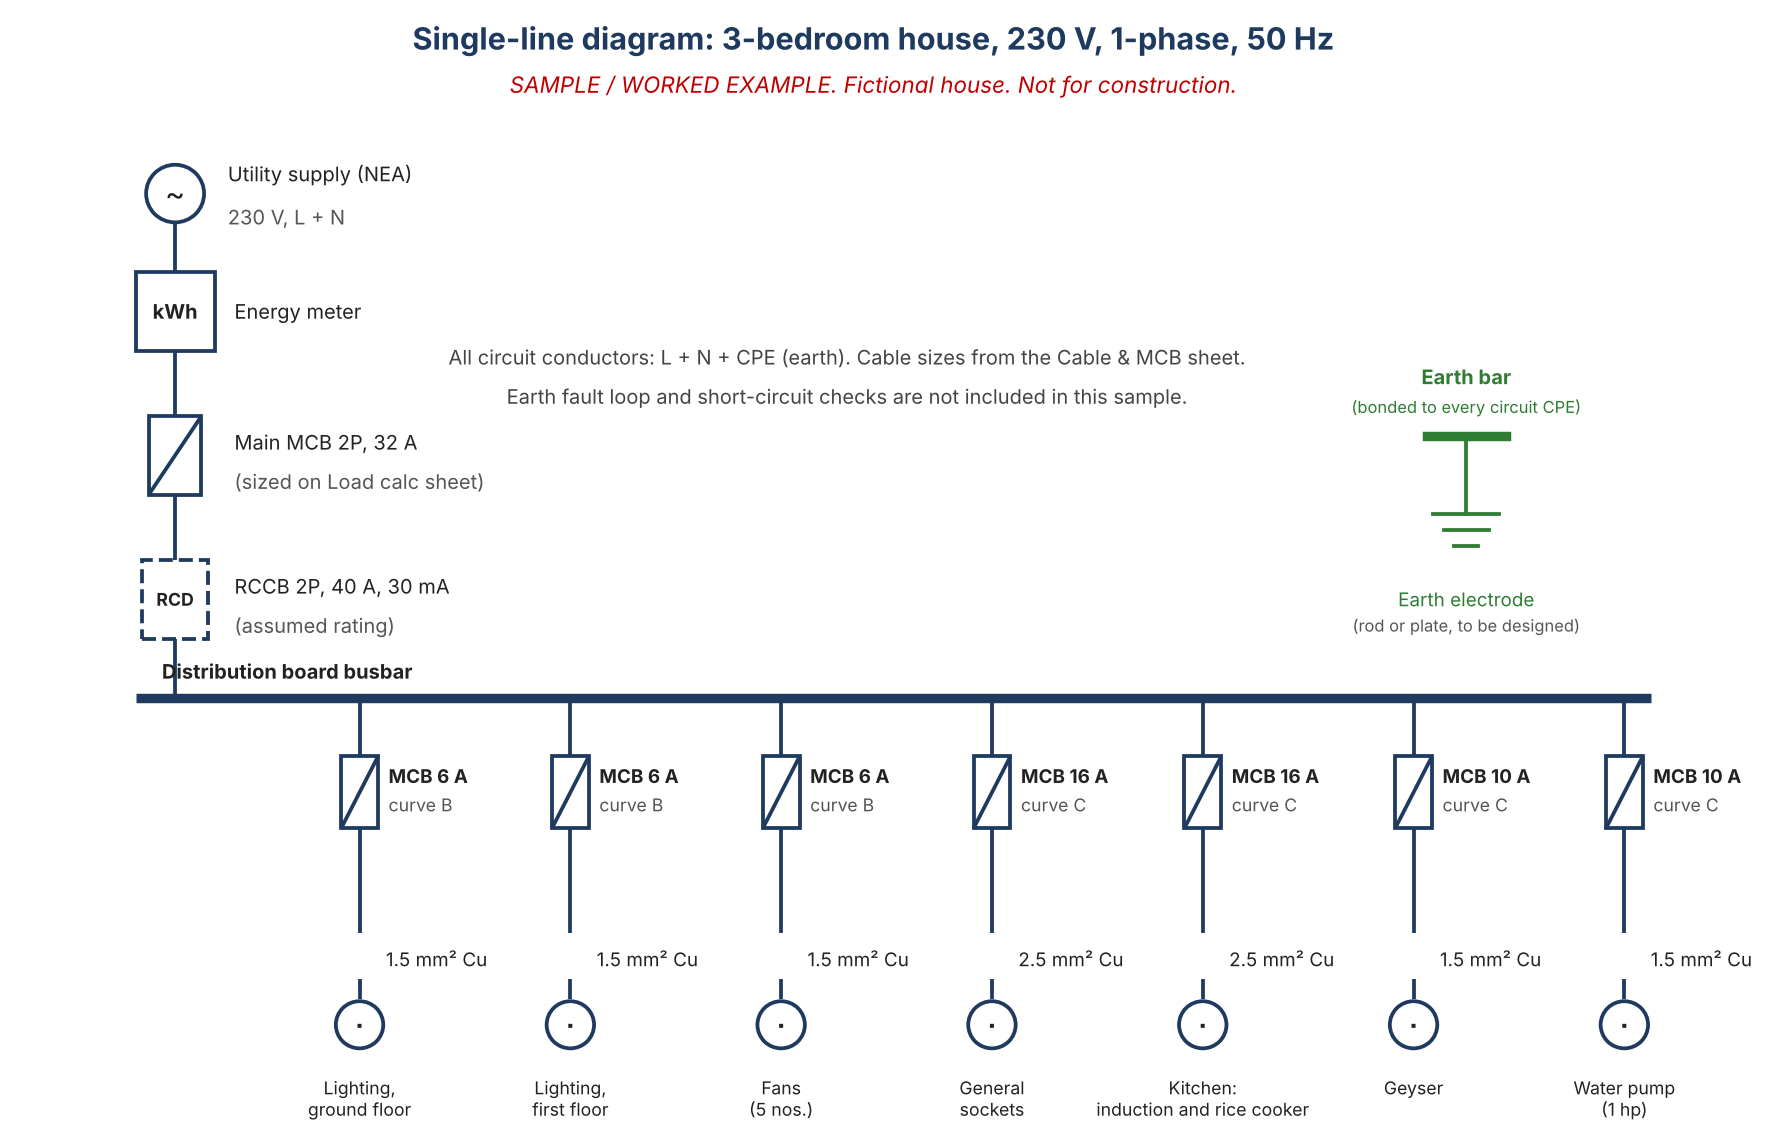 Single-line diagram: 3-bedroom house, 230 V, 1-phase, 50 Hz
SAMPLE / WORKED EXAMPLE. Fictional house. Not for construction.
~
Utility supply (NEA)
230 V, L + N
kWh
Energy meter
All circuit conductors: L + N + CPE (earth). Cable sizes from the Cable & MCB sheet.
Earth fault loop and short-circuit checks are not included in this sample.
Earth bar
(bonded to every circuit CPE)
Main MCB 2P, 32 A
(sized on Load calc sheet)
RCD
RCCB 2P, 40 A, 30 mA
(assumed rating)
Earth electrode
(rod or plate, to be designed)
Distribution board busbar
MCB 6 A
curve B
MCB 6 A
curve B
MCB 6 A
curve B
MCB 16 A
curve C
MCB 16 A
curve C
MCB 10 A
curve C
MCB 10 A
curve C
1.5 mm² Cu
1.5 mm² Cu
1.5 mm² Cu
2.5 mm² Cu
2.5 mm² Cu
1.5 mm² Cu
1.5 mm² Cu
Lighting,
ground floor
Lighting,
first floor
Fans
(5 nos.)
General
sockets
Kitchen:
induction and rice cooker
Geyser
Water pump
(1 hp)